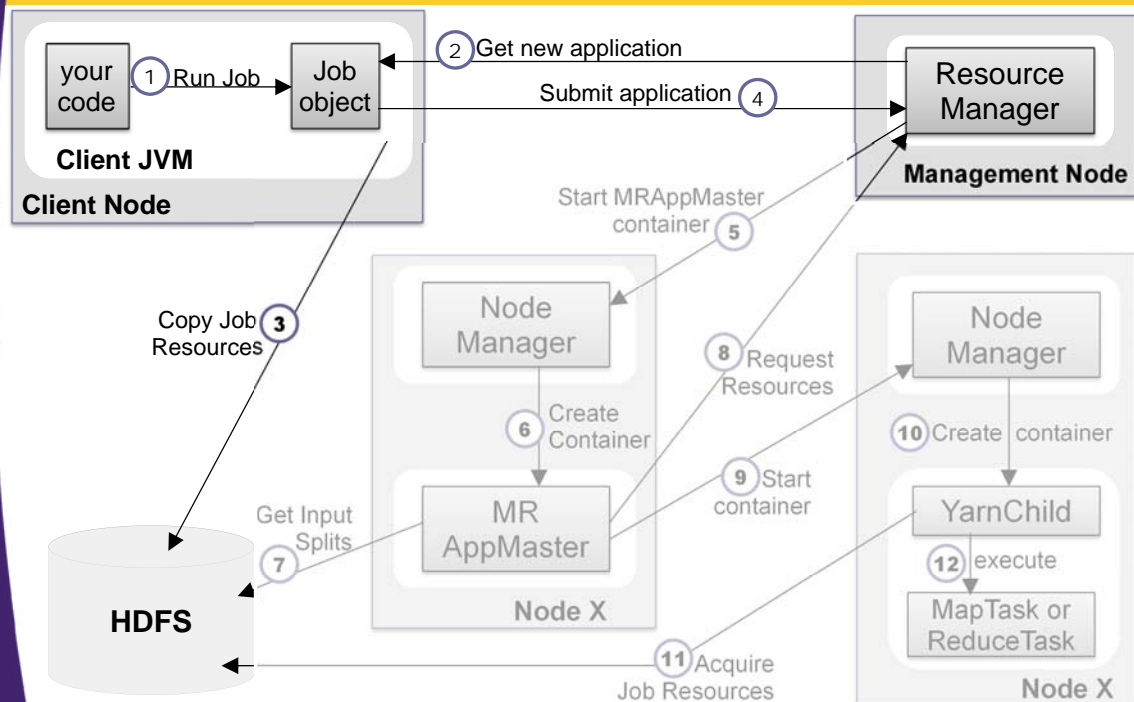 your
code
1
Run Job
Job
object
Client JVM
Client Node
2
Get new application
Submit application
4
Resource
Manager
Management Node
Start MRAppMaster
container
5
Copy Job
Resources
3
Node
Manager
6
Create
Container
MR
AppMaster
Node X
Get Input
Splits
7
HDFS
8
Request
Resources
9
Start
container
Node
Manager
10
Create container
YarnChild
12
execute
MapTask or
ReduceTask
Node X
11
Acquire
Job Resources